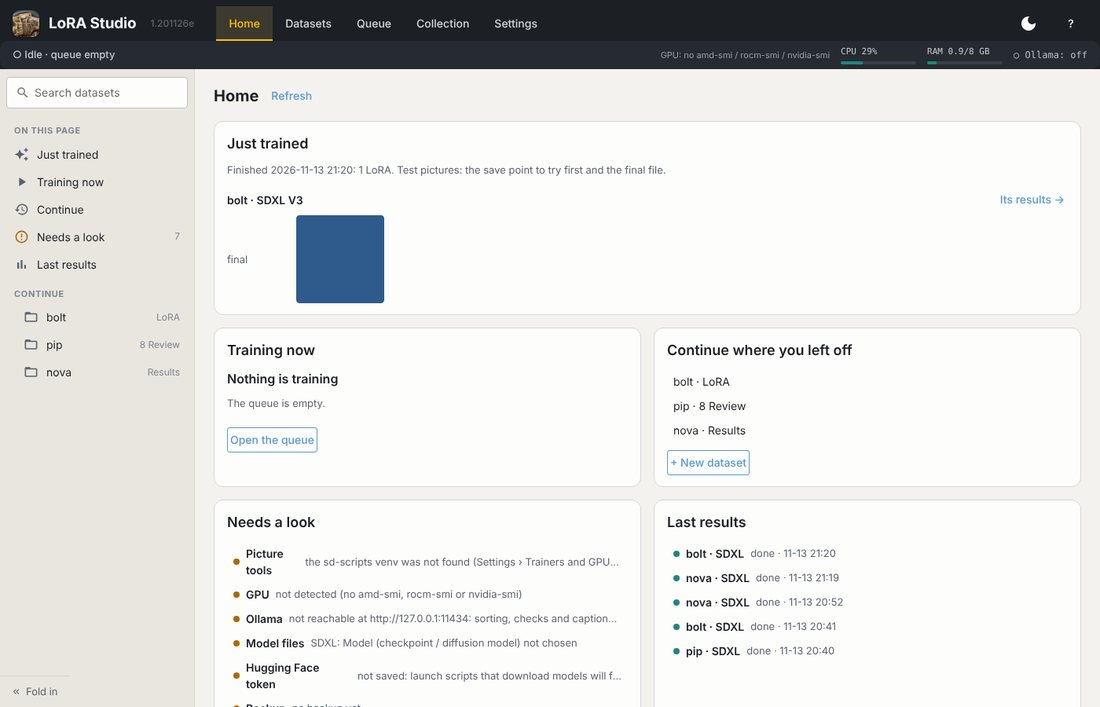 LoRA Studio 1.201126e Home Datasets Queue Collection Settings ?
Idle · queue empty
GPU: no amd-smi / rocm-smi / nvidia-smi CPU 29% RAM 0.9/8 GB Ollama: off
Search datasets
ON THIS PAGE
Just trained
Training now
Continue
Needs a look 7
Last results
CONTINUE
bolt LoRA
pip 8 Review
nova Results
« Fold in
Home Refresh
Just trained
Finished 2026-11-13 21:20: 1 LoRA. Test pictures: the save point to try first and the final file.
bolt · SDXL V3 Its results →
final
Training now
Nothing is training
The queue is empty.
Open the queue
Continue where you left off
bolt · LoRA
pip · 8 Review
nova · Results
+ New dataset
Needs a look
Picture
tools the sd-scripts venv was not found (Settings › Trainers and GPU...
GPU not detected (no amd-smi, rocm-smi or nvidia-smi)
Ollama not reachable at http://127.0.0.1:11434: sorting, checks and caption...
Model files SDXL: Model (checkpoint / diffusion model) not chosen
Hugging Face
token not saved: launch scripts that download models will f...
Last results
bolt · SDXL done · 11-13 21:20
nova · SDXL done · 11-13 21:19
nova · SDXL done · 11-13 20:52
bolt · SDXL done · 11-13 20:41
pip · SDXL done · 11-13 20:40